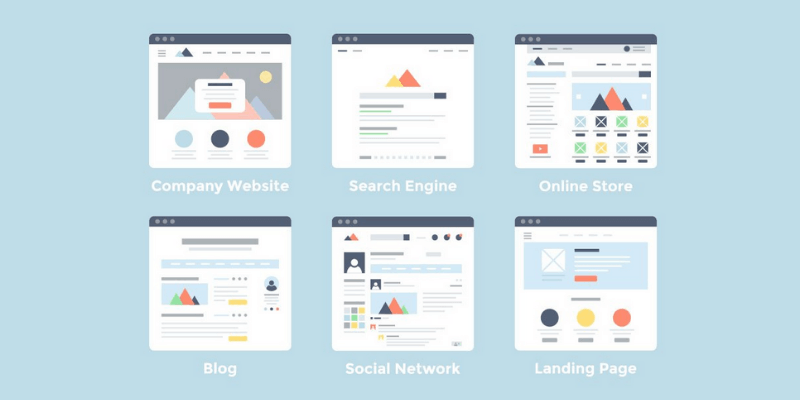 Company Website
Search Engine
Online Store
Blog
Social Network
Landing Page